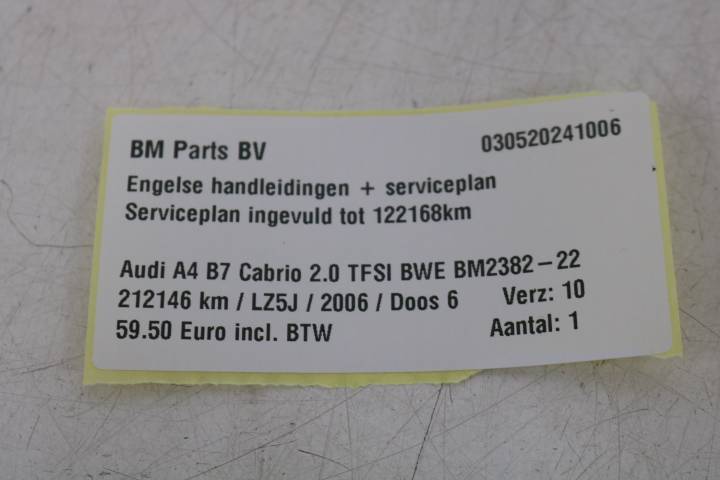 BM Parts BV 030520241006
Engelse handleidingen + serviceplan
Serviceplan ingevuld tot 122168km
Audi A4 B7 Cabrio 2.0 TFSI BWE BM2382-22
212146 km / LZ5J / 2006 / Doos 6 Verz: 10
59.50 Euro incl. BTW Aantal: 1